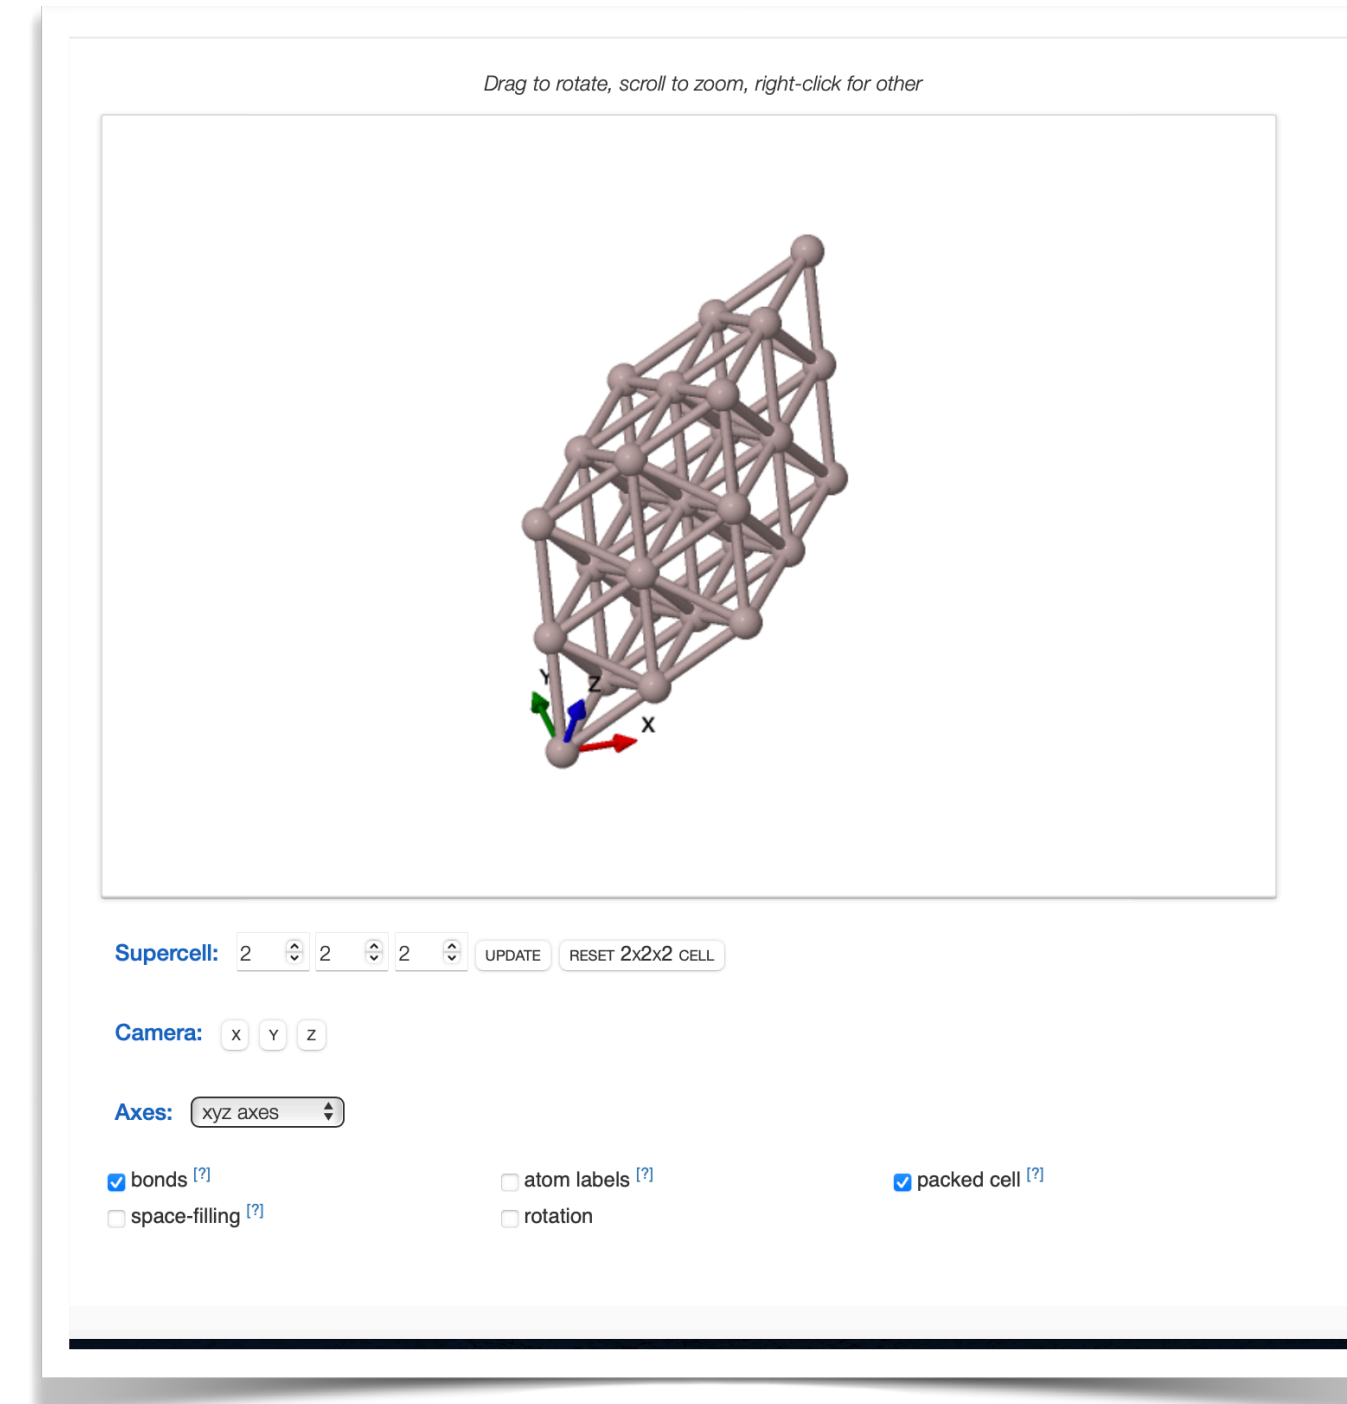 Drag to rotate, scroll to zoom, right-click for other
Y
Z
X
Supercell: 2 2 2 UPDATE RESET 2x2x2 CELL
Camera: X Y Z
Axes: xyz axes
bonds [?] atom labels [?] packed cell [?]
space-filling [?] rotation